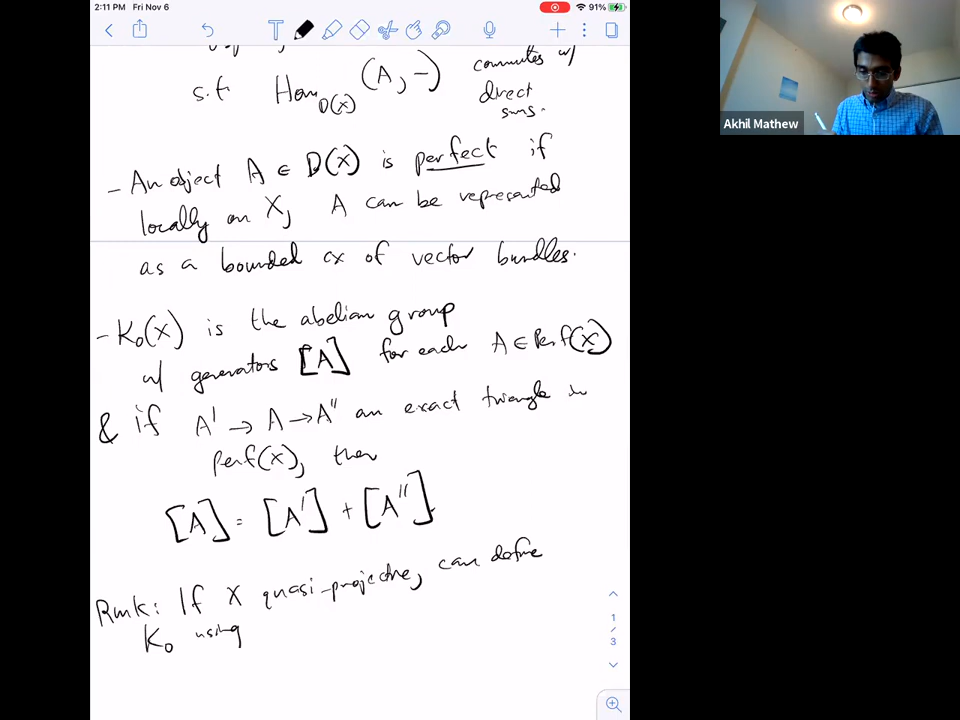 2:11 PM Fri Nov 6
91%
s.t. Hom_D(X) (A, -) commutes w/
direct
sums.
- An object A ∈ D(X) is perfect if
locally on X, A can be represented
as a bounded cx of vector bundles.
- K₀(X) is the abelian group
w/ generators [A] for each A ∈ Perf(X)
& if A' → A → A'' an exact triangle in
Perf(X), then
[A] = [A'] + [A''].
Rmk: If X quasi-projective, can define
K₀ using
1
/
3
Akhil Mathew